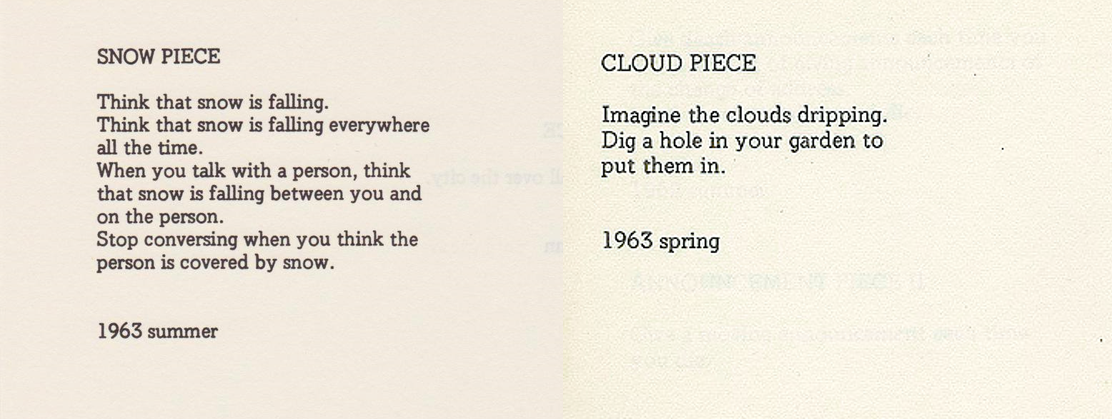 SNOW PIECE
Think that snow is falling.
Think that snow is falling everywhere
all the time.
When you talk with a person, think
that snow is falling between you and
on the person.
Stop conversing when you think the
person is covered by snow.
1963 summer
CLOUD PIECE
Imagine the clouds dripping.
Dig a hole in your garden to
put them in.
1963 spring